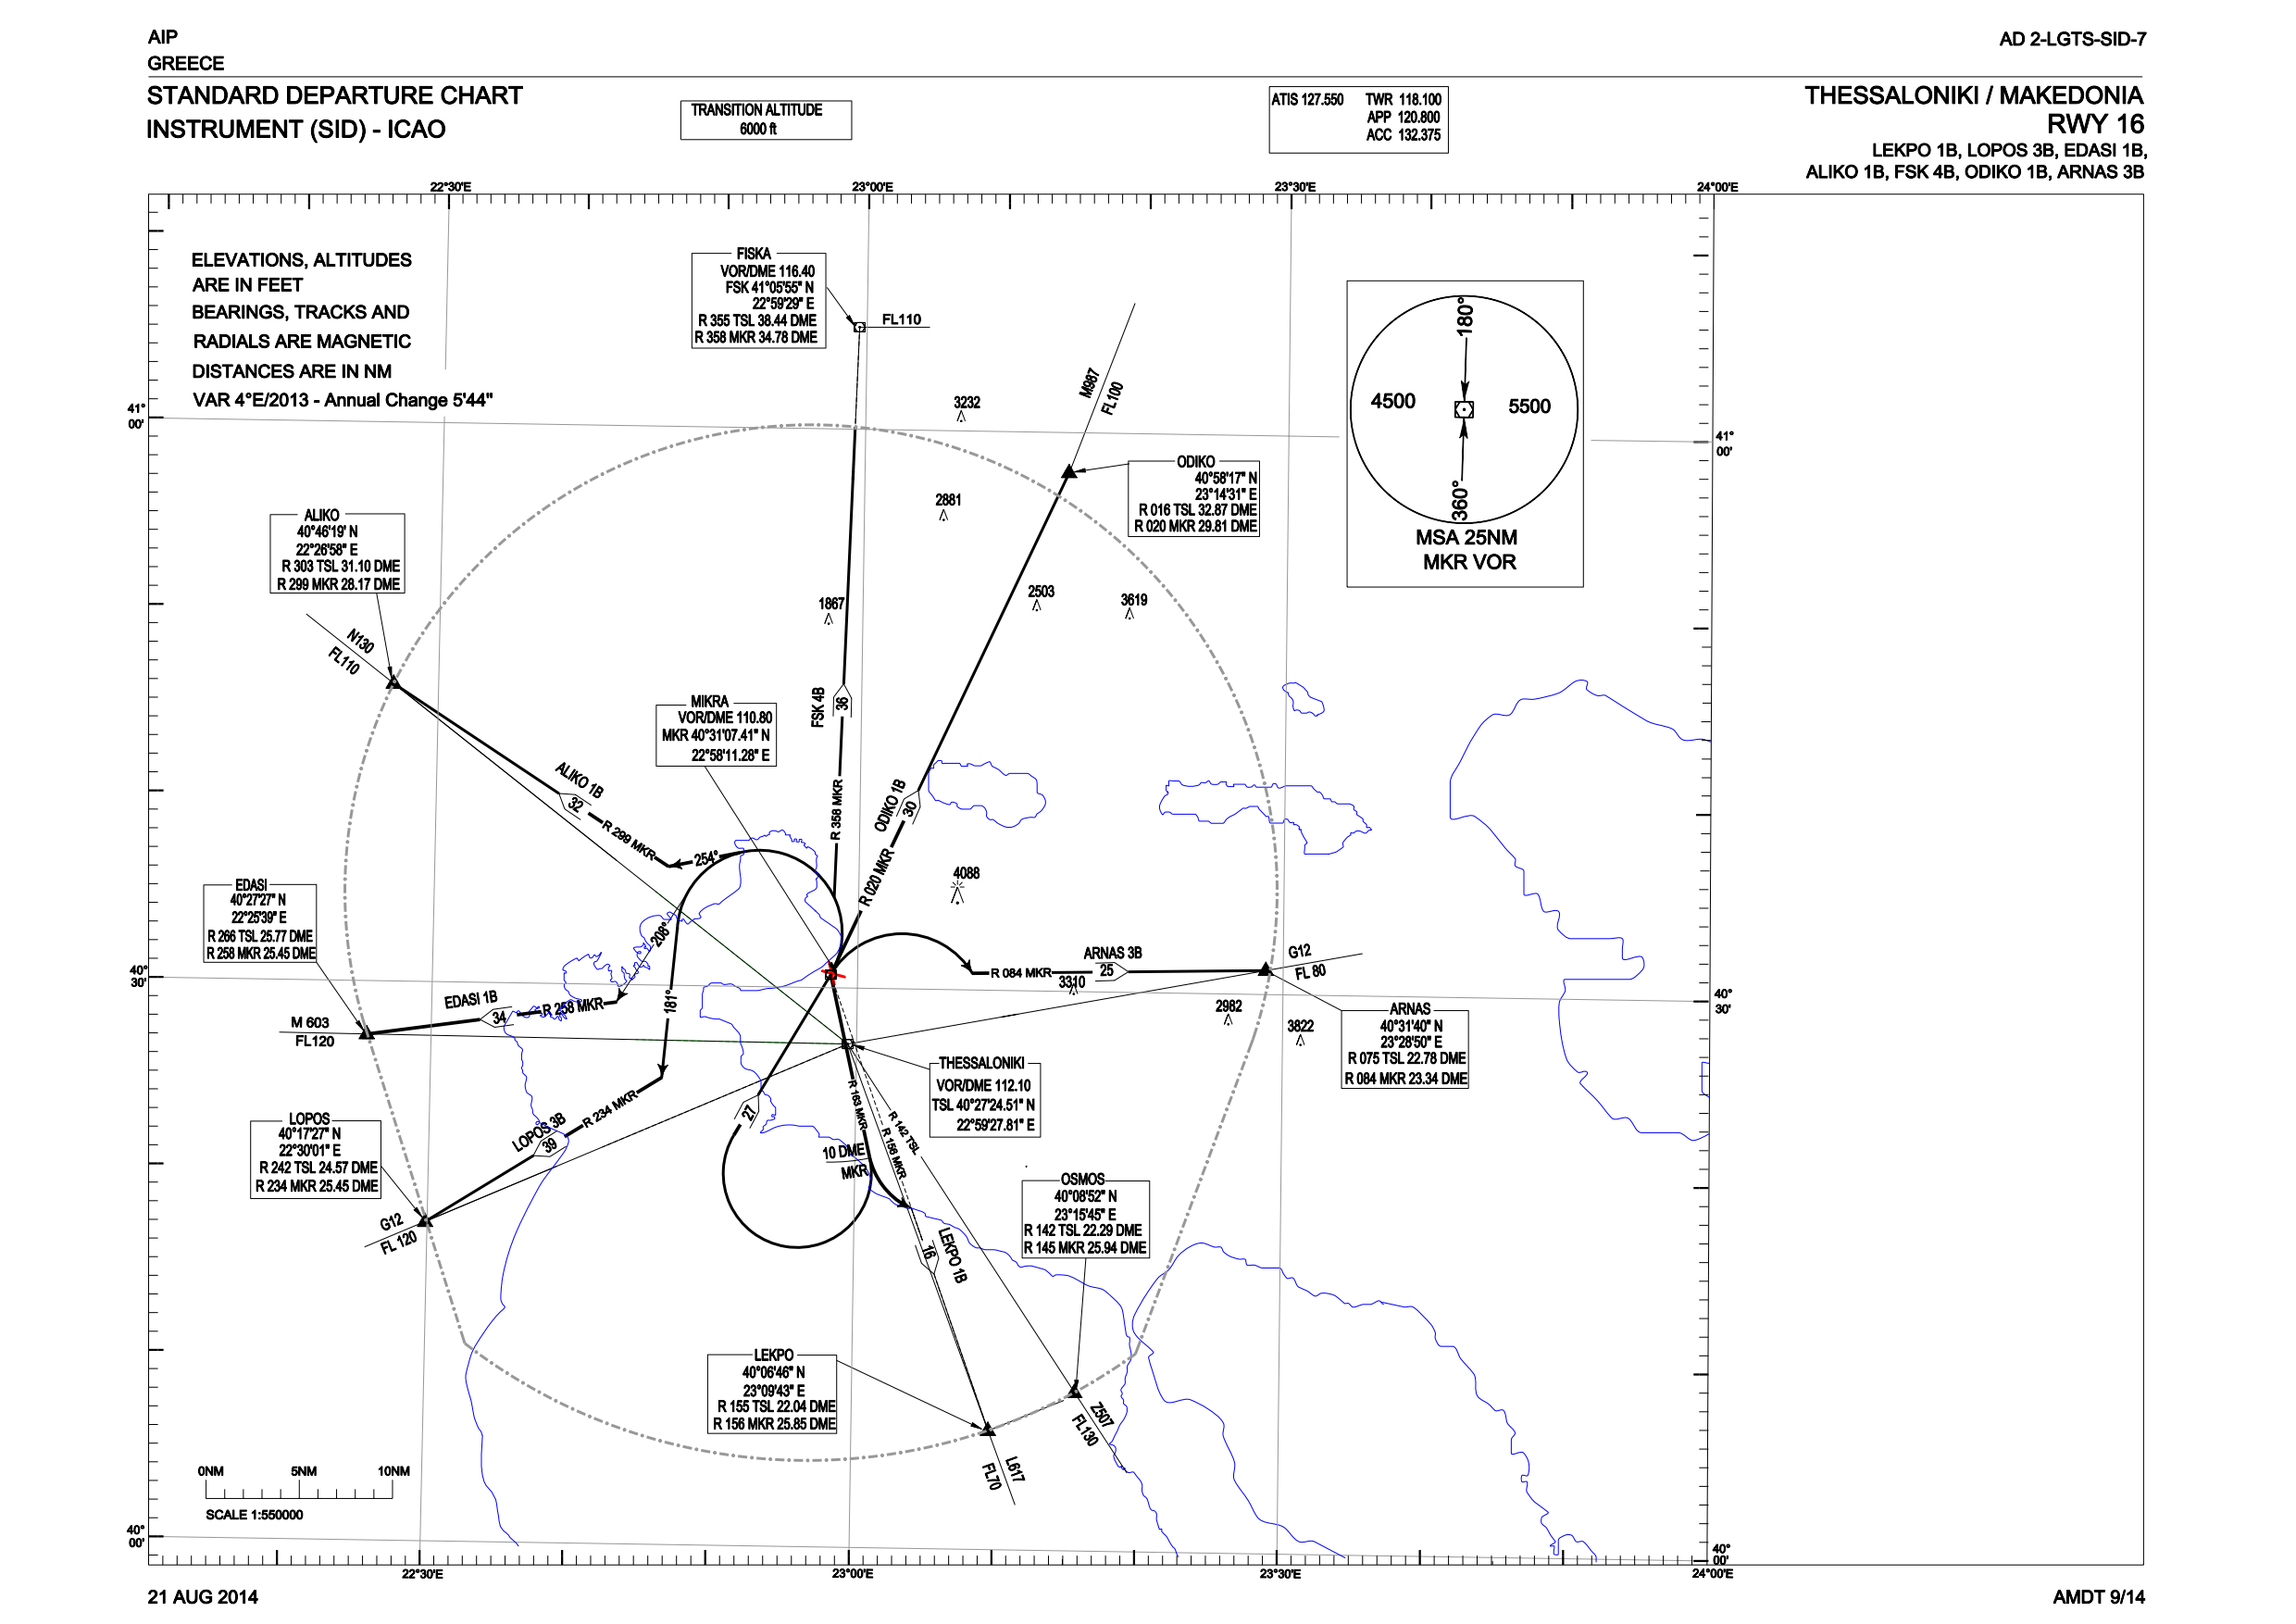 AIP
GREECE
AD 2-LGTS-SID-7
STANDARD DEPARTURE CHART
INSTRUMENT (SID) - ICAO
TRANSITION ALTITUDE
6000 ft
ATIS 127.550 TWR 118.100
APP 120.800
ACC 132.375
THESSALONIKI / MAKEDONIA
RWY 16
LEKPO 1B, LOPOS 3B, EDASI 1B,
ALIKO 1B, FSK 4B, ODIKO 1B, ARNAS 3B
22°30'E
23°00'E
23°30'E
24°00'E
ELEVATIONS, ALTITUDES
ARE IN FEET
BEARINGS, TRACKS AND
RADIALS ARE MAGNETIC
DISTANCES ARE IN NM
VAR 4°E/2013 - Annual Change 5'44"
FISKA
VOR/DME 116.40
FSK 41°05'55" N
22°59'29" E
R 355 TSL 38.44 DME
R 358 MKR 34.78 DME
FL110
M987
FL100
3232
180°
4500
5500
360°
MSA 25NM
MKR VOR
41°
00'
41°
00'
ODIKO
40°58'17" N
23°14'31" E
R 016 TSL 32.87 DME
R 020 MKR 29.81 DME
2881
ALIKO
40°46'19' N
22°26'58" E
R 303 TSL 31.10 DME
R 299 MKR 28.17 DME
1867
2503
3619
N130
FL110
MIKRA
VOR/DME 110.80
MKR 40°31'07.41" N
22°58'11.28" E
FSK 4B
36
R 358 MKR
ALIKO 1B
32
R 299 MKR
254°
ODIKO 1B
30
R 020 MKR
4088
EDASI
40°27'27" N
22°25'39" E
R 266 TSL 25.77 DME
R 258 MKR 25.45 DME
208°
181°
ARNAS 3B
R 084 MKR
25
3310
G12
FL 80
40°
30'
40°
30'
EDASI 1B
34
R 258 MKR
M 603
FL120
2982
3822
ARNAS
40°31'40" N
23°28'50" E
R 075 TSL 22.78 DME
R 084 MKR 23.34 DME
THESSALONIKI
VOR/DME 112.10
TSL 40°27'24.51" N
22°59'27.81" E
LOPOS
40°17'27" N
22°30'01" E
R 242 TSL 24.57 DME
R 234 MKR 25.45 DME
LOPOS 3B
39
R 234 MKR
27
R 163 MKR
R 156 MKR
R 142 TSL
10 DME
MKR
G12
FL 120
OSMOS
40°08'52" N
23°15'45" E
R 142 TSL 22.29 DME
R 145 MKR 25.94 DME
16
LEKPO 1B
LEKPO
40°06'46" N
23°09'43" E
R 155 TSL 22.04 DME
R 156 MKR 25.85 DME
Z507
FL130
L617
FL70
0NM 5NM 10NM
SCALE 1:550000
40°
00'
40°
00'
22°30'E
23°00'E
23°30'E
24°00'E
21 AUG 2014
AMDT 9/14